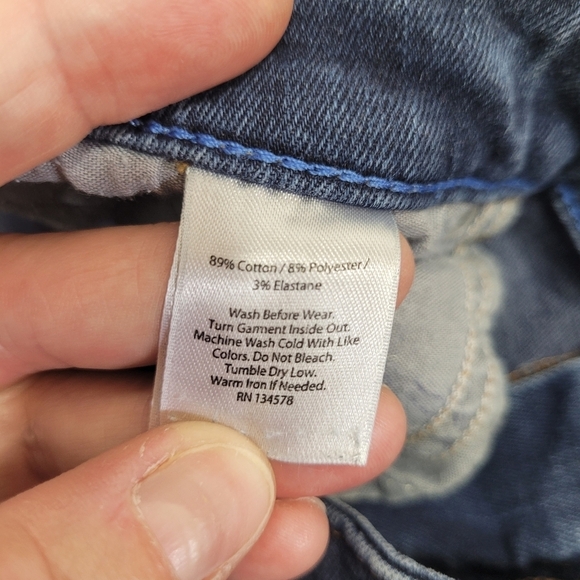 89% Cotton / 8% Polyester /
3% Elastane
Wash Before Wear.
Turn Garment Inside Out.
Machine Wash Cold With Like
Colors. Do Not Bleach.
Tumble Dry Low.
Warm Iron If Needed.
RN 134578